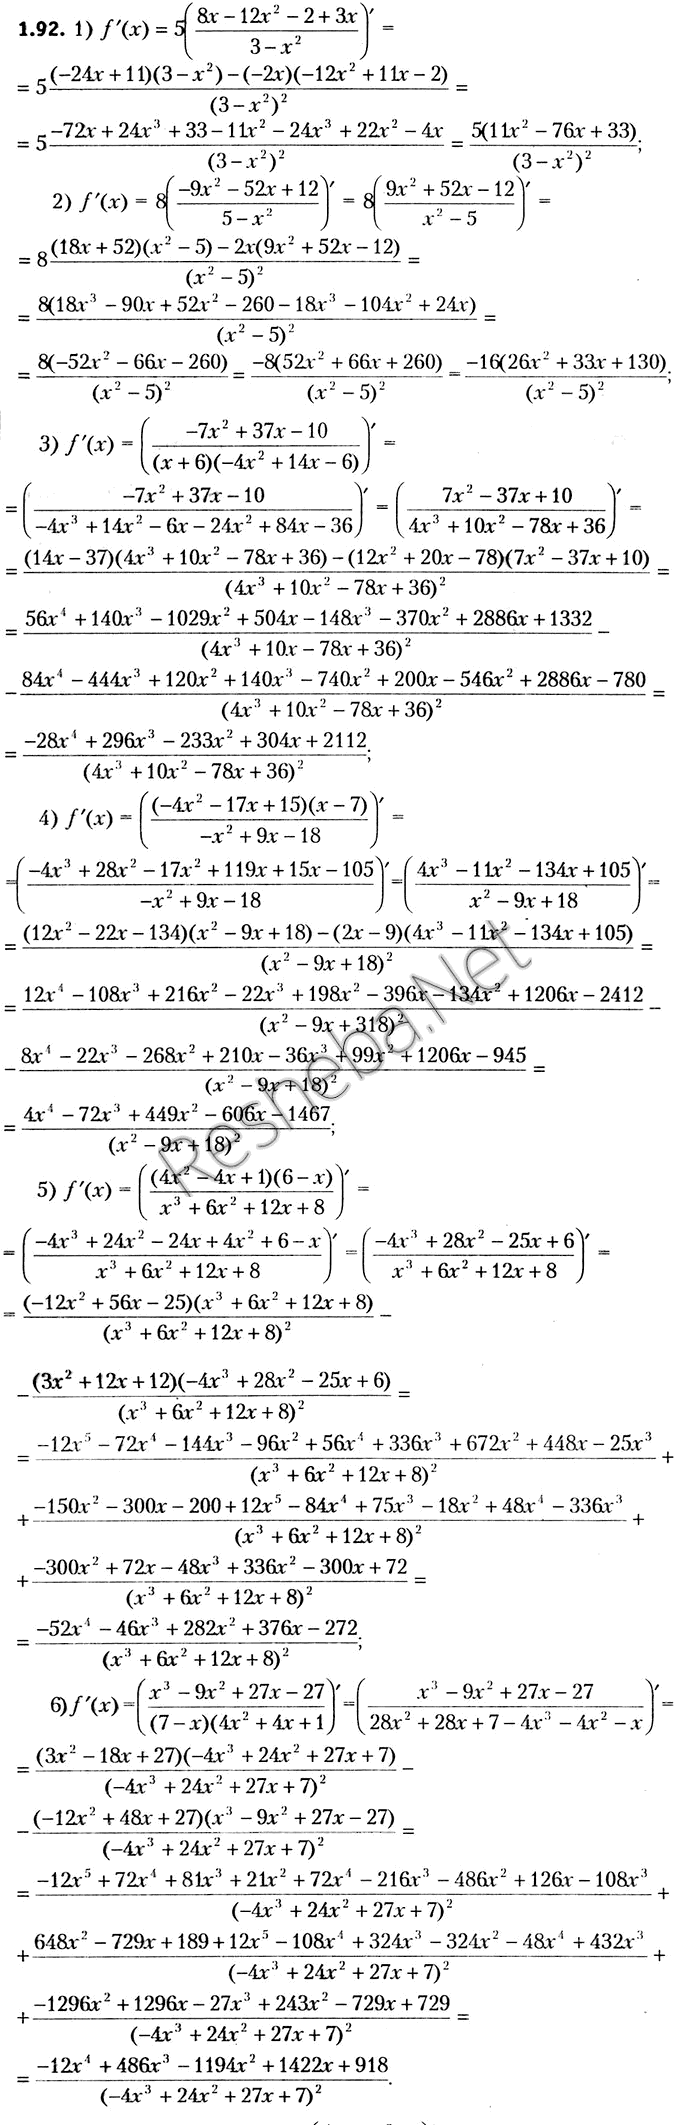 1.92. 1) f′(x) = 5((8x − 12x² − 2 + 3x)/(3 − x²))′ =
= 5 ((−24x + 11)(3 − x²) − (−2x)(−12x² + 11x − 2))/(3 − x²)² =
= 5 (−72x + 24x³ + 33 − 11x² − 24x³ + 22x² − 4x)/(3 − x²)² = 5(11x² − 76x + 33)/(3 − x²)²;
2) f′(x) = 8((−9x² − 52x + 12)/(5 − x²))′ = 8((9x² + 52x − 12)/(x² − 5))′ =
= 8 ((18x + 52)(x² − 5) − 2x(9x² + 52x − 12))/(x² − 5)² =
= 8(18x³ − 90x + 52x² − 260 − 18x³ − 104x² + 24x)/(x² − 5)² =
= 8(−52x² − 66x − 260)/(x² − 5)² = −8(52x² + 66x + 260)/(x² − 5)² = −16(26x² + 33x + 130)/(x² − 5)²;
3) f′(x) = ((−7x² + 37x − 10)/((x + 6)(−4x² + 14x − 6)))′ =
= ((−7x² + 37x − 10)/(−4x³ + 14x² − 6x − 24x² + 84x − 36))′ = ((7x² − 37x + 10)/(4x³ + 10x² − 78x + 36))′ =
= ((14x − 37)(4x³ + 10x² − 78x + 36) − (12x² + 20x − 78)(7x² − 37x + 10))/(4x³ + 10x² − 78x + 36)² =
= (56x⁴ + 140x³ − 1029x² + 504x − 148x³ − 370x² + 2886x + 1332)/(4x³ + 10x − 78x + 36)² −
− (84x⁴ − 444x³ + 120x² + 140x³ − 740x² + 200x − 546x² + 2886x − 780)/(4x³ + 10x² − 78x + 36)² =
= (−28x⁴ + 296x³ − 233x² + 304x + 2112)/(4x³ + 10x² − 78x + 36)²;
4) f′(x) = (((−4x² − 17x + 15)(x − 7))/(−x² + 9x − 18))′ =
= ((−4x³ + 28x² − 17x² + 119x + 15x − 105)/(−x² + 9x − 18))′ = ((4x³ − 11x² − 134x + 105)/(x² − 9x + 18))′ =
= ((12x² − 22x − 134)(x² − 9x + 18) − (2x − 9)(4x³ − 11x² − 134x + 105))/(x² − 9x + 18)² =
= (12x⁴ − 108x³ + 216x² − 22x³ + 198x² − 396x − 134x² + 1206x − 2412)/(x² − 9x + 318)² −
− (8x⁴ − 22x³ − 268x² + 210x − 36x³ + 99x² + 1206x − 945)/(x² − 9x + 18)² =
= (4x⁴ − 72x³ + 449x² − 606x − 1467)/(x² − 9x + 18)²;
5) f′(x) = (((4x² − 4x + 1)(6 − x))/(x³ + 6x² + 12x + 8))′ =
= ((−4x³ + 24x² − 24x + 4x² + 6 − x)/(x³ + 6x² + 12x + 8))′ = ((−4x³ + 28x² − 25x + 6)/(x³ + 6x² + 12x + 8))′ =
= ((−12x² + 56x − 25)(x³ + 6x² + 12x + 8))/(x³ + 6x² + 12x + 8)² −
− ((3x² + 12x + 12)(−4x³ + 28x² − 25x + 6))/(x³ + 6x² + 12x + 8)² =
= (−12x⁵ − 72x⁴ − 144x³ − 96x² + 56x⁴ + 336x³ + 672x² + 448x − 25x³)/(x³ + 6x² + 12x + 8)² +
+ (−150x² − 300x − 200 + 12x⁵ − 84x⁴ + 75x³ − 18x² + 48x⁴ − 336x³)/(x³ + 6x² + 12x + 8)² +
+ (−300x² + 72x − 48x³ + 336x² − 300x + 72)/(x³ + 6x² + 12x + 8)² =
= (−52x⁴ − 46x³ + 282x² + 376x − 272)/(x³ + 6x² + 12x + 8)²;
6) f′(x) = ((x³ − 9x² + 27x − 27)/((7 − x)(4x² + 4x + 1)))′ = ((x³ − 9x² + 27x − 27)/(28x² + 28x + 7 − 4x³ − 4x² − x))′ =
= ((3x² − 18x + 27)(−4x³ + 24x² + 27x + 7))/(−4x³ + 24x² + 27x + 7)² −
− ((−12x² + 48x + 27)(x³ − 9x² + 27x − 27))/(−4x³ + 24x² + 27x + 7)² =
= (−12x⁵ + 72x⁴ + 81x³ + 21x² + 72x⁴ − 216x³ − 486x² + 126x − 108x³)/(−4x³ + 24x² + 27x + 7)² +
+ (648x² − 729x + 189 + 12x⁵ − 108x⁴ + 324x³ − 324x² − 48x⁴ + 432x³)/(−4x³ + 24x² + 27x + 7)² +
+ (−1296x² + 1296x − 27x³ + 243x² − 729x + 729)/(−4x³ + 24x² + 27x + 7)² =
= (−12x⁴ + 486x³ − 1194x² + 1422x + 918)/(−4x³ + 24x² + 27x + 7)².
Resheba.Net